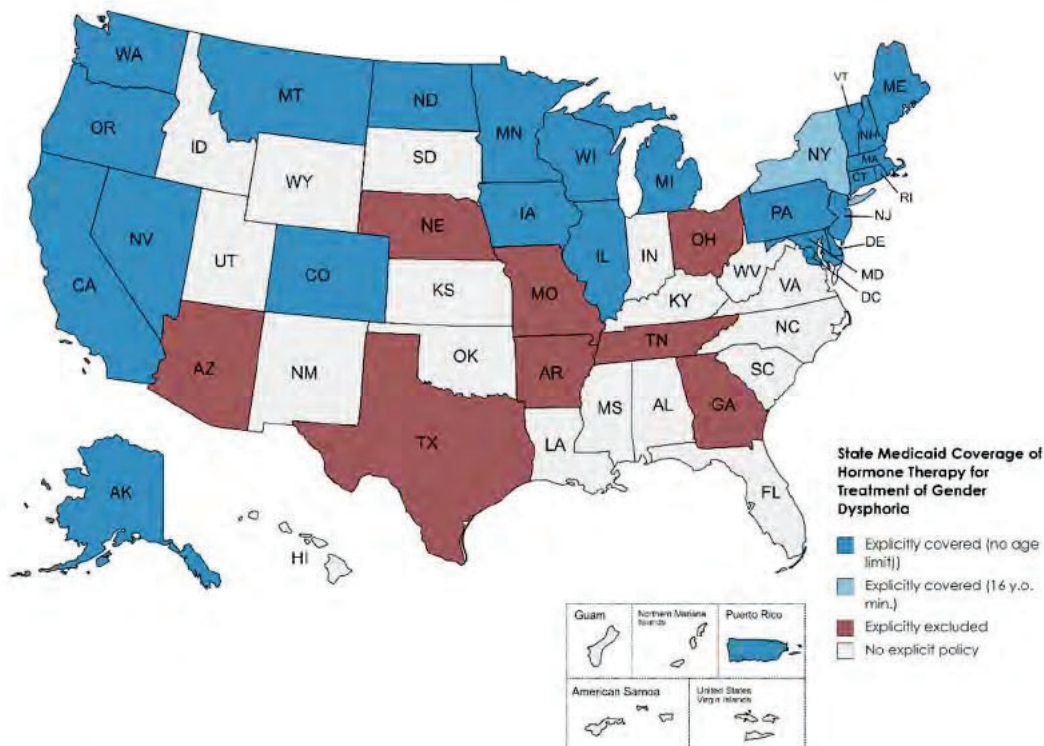 WA
MT
ND
MN
VT
ME
OR
ID
SD
WI
NH
NY
WY
MI
MA
CT
RI
IA
PA
NJ
NE
NV
OH
DE
UT
IL
IN
CO
WV
MD
CA
VA
DC
KS
MO
KY
NC
TN
OK
AZ
NM
AR
SC
MS
AL
GA
TX
LA
FL
AK
HI
State Medicaid Coverage of
Hormone Therapy for
Treatment of Gender
Dysphoria
Explicitly covered (no age
limit))
Explicitly covered (16 y.o.
min.)
Explicitly excluded
No explicit policy
Guam
Northern Mariana
Islands
Puerto Rico
American Samoa
United States
Virgin Islands